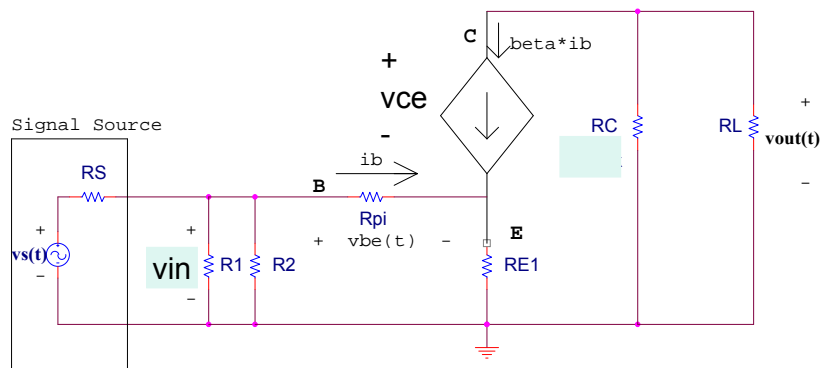 C
beta*ib
+
vce
-
Signal Source
RC
RL
+
vout(t)
-
RS
ib
B
Rpi
+ vbe(t) -
E
+
vs(t)
-
+
vin
-
R1
R2
RE1